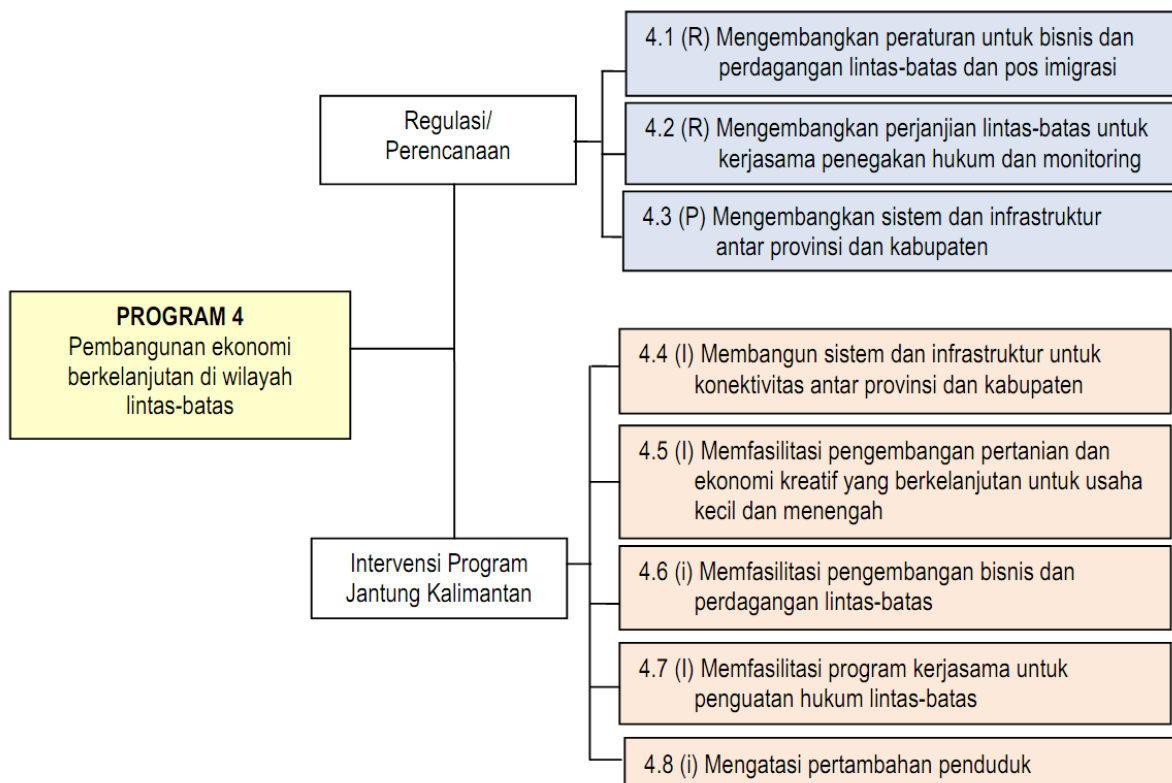 4.1 (R) Mengembangkan peraturan untuk bisnis dan
perdagangan lintas-batas dan pos imigrasi
Regulasi/
Perencanaan
4.2 (R) Mengembangkan perjanjian lintas-batas untuk
kerjasama penegakan hukum dan monitoring
4.3 (P) Mengembangkan sistem dan infrastruktur
antar provinsi dan kabupaten
PROGRAM 4
Pembangunan ekonomi
berkelanjutan di wilayah
lintas-batas
4.4 (I) Membangun sistem dan infrastruktur untuk
konektivitas antar provinsi dan kabupaten
4.5 (I) Memfasilitasi pengembangan pertanian dan
ekonomi kreatif yang berkelanjutan untuk usaha
kecil dan menengah
Intervensi Program
Jantung Kalimantan
4.6 (i) Memfasilitasi pengembangan bisnis dan
perdagangan lintas-batas
4.7 (I) Memfasilitasi program kerjasama untuk
penguatan hukum lintas-batas
4.8 (i) Mengatasi pertambahan penduduk